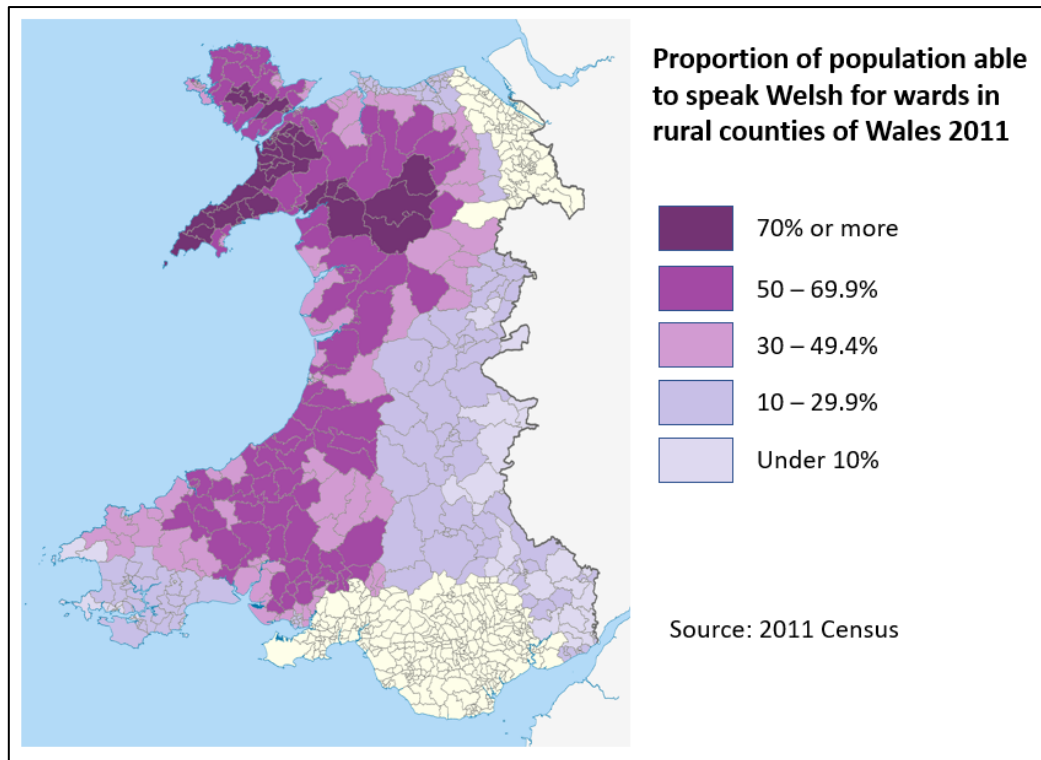 Proportion of population able
to speak Welsh for wards in
rural counties of Wales 2011
70% or more
50 – 69.9%
30 – 49.4%
10 – 29.9%
Under 10%
Source: 2011 Census